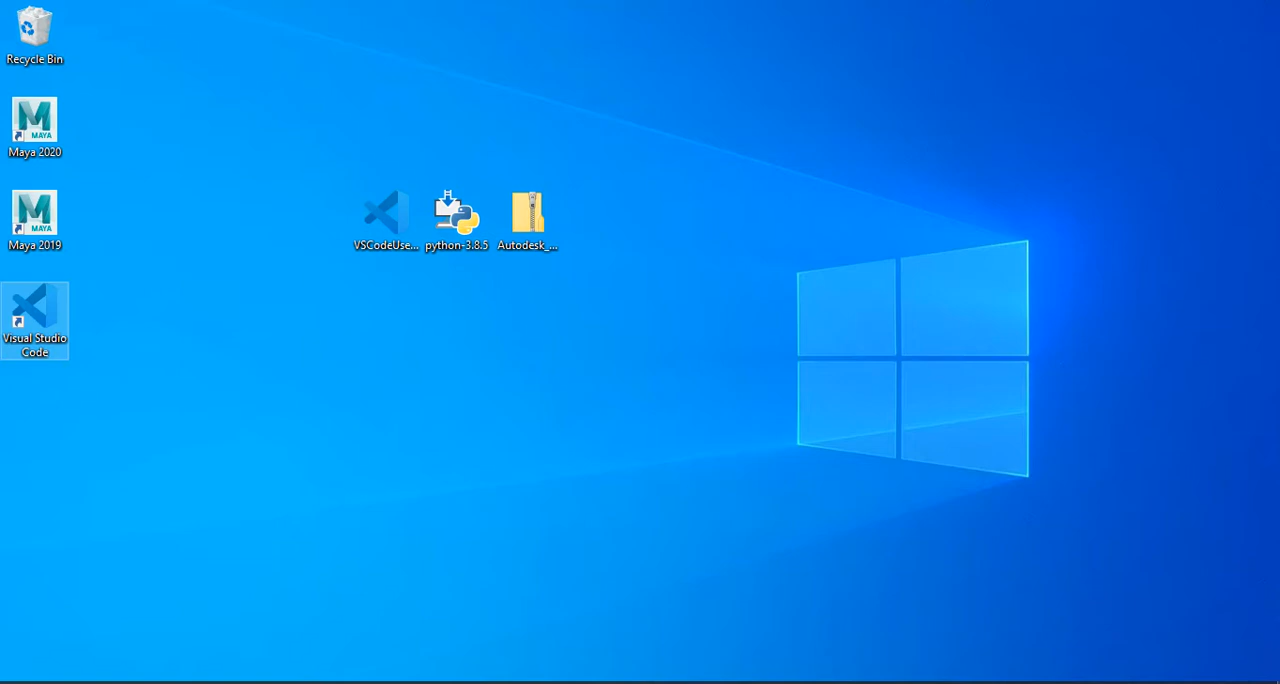 Recycle Bin
MAYA
Maya 2020
MAYA
Maya 2019
VSCodeUse...
python-3.8.5
Autodesk_...
Visual Studio
Code